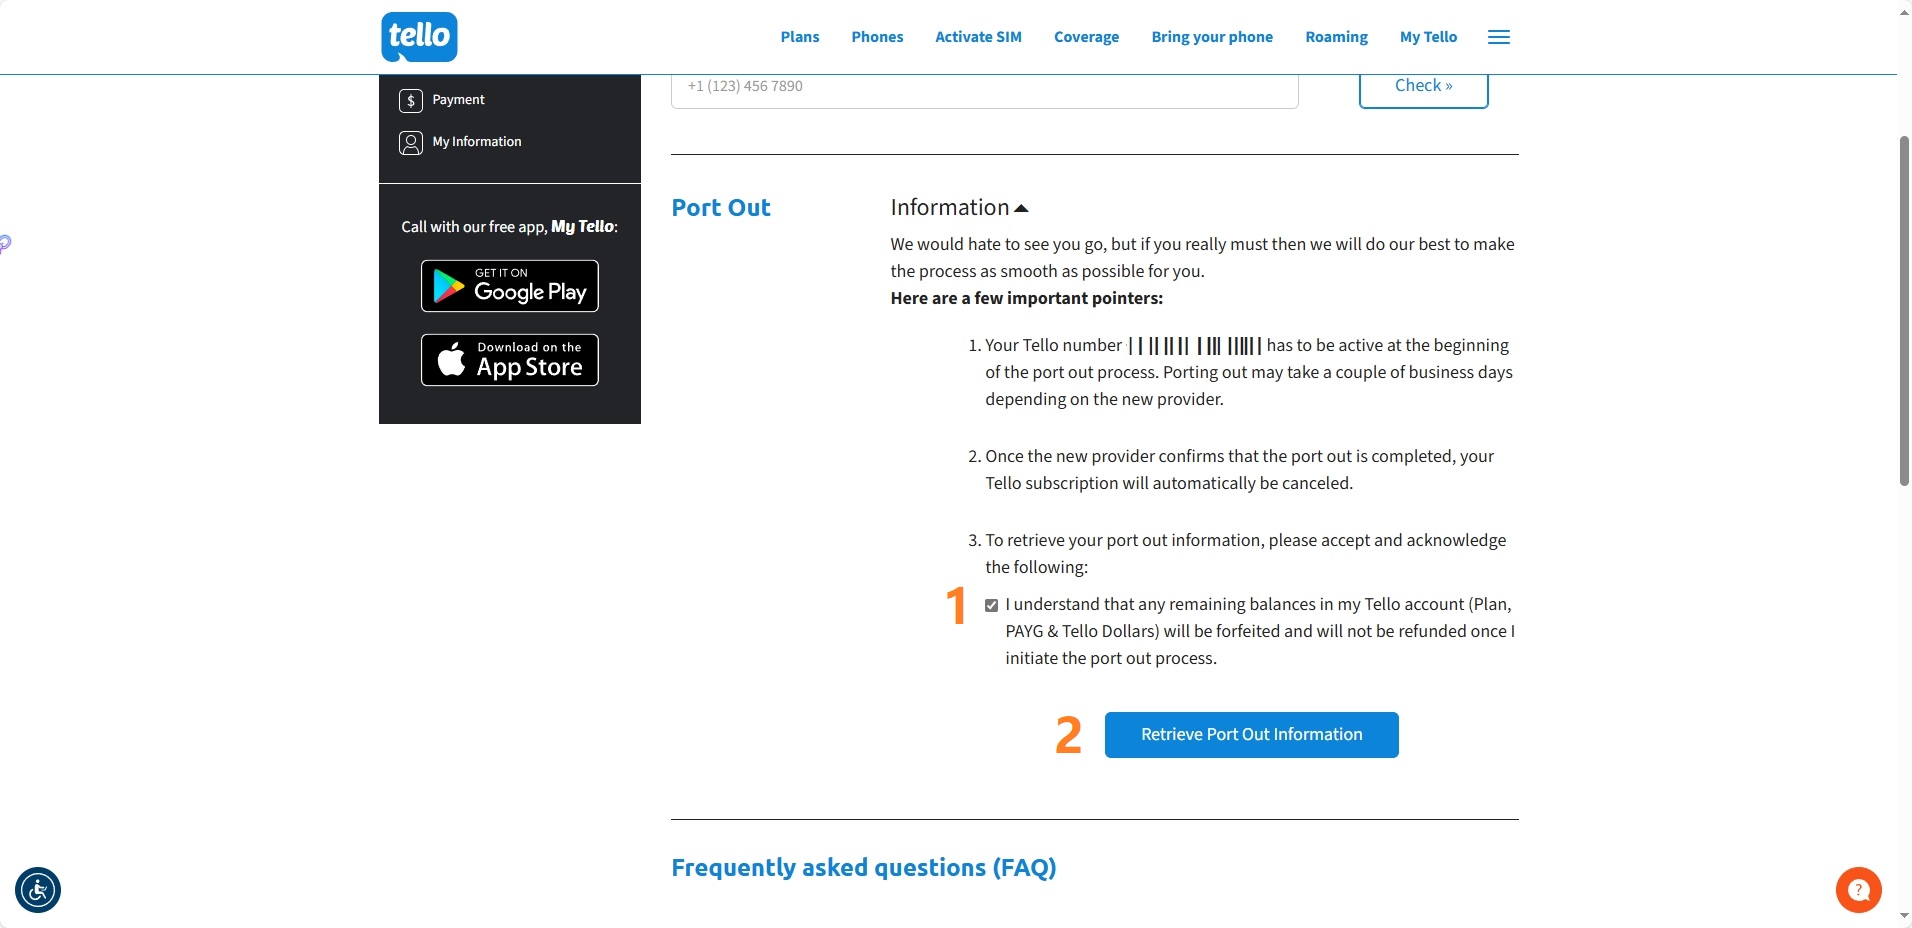 tello
Plans
Phones
Activate SIM
Coverage
Bring your phone
Roaming
My Tello
$ Payment
My Information
Call with our free app, My Tello:
GET IT ON
Google Play
Download on the
App Store
+1 (123) 456 7890
Check »
Port Out
Information
We would hate to see you go, but if you really must then we will do our best to make
the process as smooth as possible for you.
Here are a few important pointers:
1. Your Tello number has to be active at the beginning
of the port out process. Porting out may take a couple of business days
depending on the new provider.
2. Once the new provider confirms that the port out is completed, your
Tello subscription will automatically be canceled.
3. To retrieve your port out information, please accept and acknowledge
the following:
1
I understand that any remaining balances in my Tello account (Plan,
PAYG & Tello Dollars) will be forfeited and will not be refunded once I
initiate the port out process.
2
Retrieve Port Out Information
Frequently asked questions (FAQ)
?